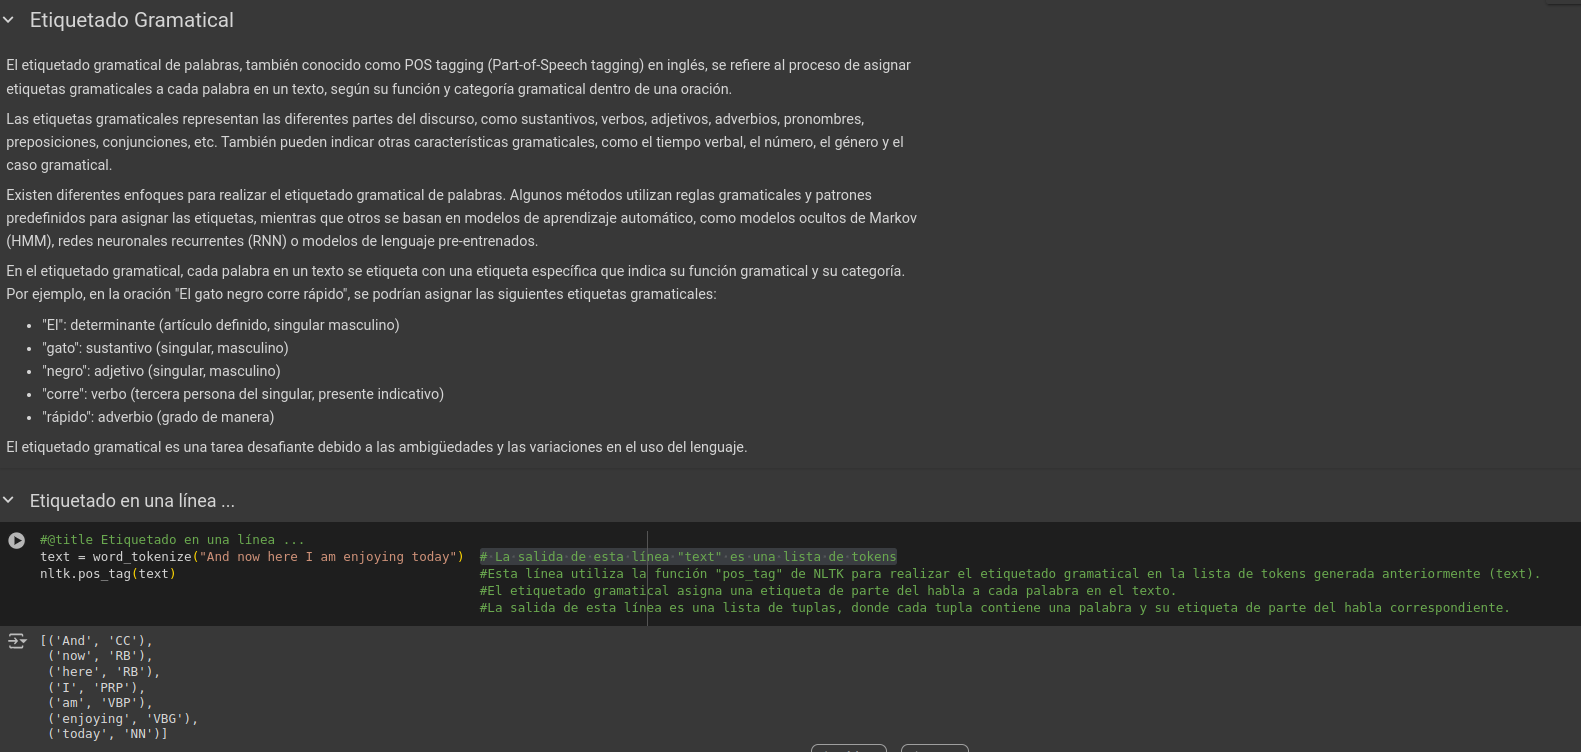 Etiquetado Gramatical
El etiquetado gramatical de palabras, también conocido como POS tagging (Part-of-Speech tagging) en inglés, se refiere al proceso de asignar
etiquetas gramaticales a cada palabra en un texto, según su función y categoría gramatical dentro de una oración.
Las etiquetas gramaticales representan las diferentes partes del discurso, como sustantivos, verbos, adjetivos, adverbios, pronombres,
preposiciones, conjunciones, etc. También pueden indicar otras características gramaticales, como el tiempo verbal, el número, el género y el
caso gramatical.
Existen diferentes enfoques para realizar el etiquetado gramatical de palabras. Algunos métodos utilizan reglas gramaticales y patrones
predefinidos para asignar las etiquetas, mientras que otros se basan en modelos de aprendizaje automático, como modelos ocultos de Markov
(HMM), redes neuronales recurrentes (RNN) o modelos de lenguaje pre-entrenados.
En el etiquetado gramatical, cada palabra en un texto se etiqueta con una etiqueta específica que indica su función gramatical y su categoría.
Por ejemplo, en la oración "El gato negro corre rápido", se podrían asignar las siguientes etiquetas gramaticales:
• "El": determinante (artículo definido, singular masculino)
• "gato": sustantivo (singular, masculino)
• "negro": adjetivo (singular, masculino)
• "corre": verbo (tercera persona del singular, presente indicativo)
• "rápido": adverbio (grado de manera)
El etiquetado gramatical es una tarea desafiante debido a las ambigüedades y las variaciones en el uso del lenguaje.
Etiquetado en una línea ...
#@title Etiquetado en una línea ...
text = word_tokenize("And now here I am enjoying today")  # La salida de esta línea "text" es una lista de tokens
nltk.pos_tag(text)  #Esta línea utiliza la función "pos_tag" de NLTK para realizar el etiquetado gramatical en la lista de tokens generada anteriormente (text).
#El etiquetado gramatical asigna una etiqueta de parte del habla a cada palabra en el texto.
#La salida de esta línea es una lista de tuplas, donde cada tupla contiene una palabra y su etiqueta de parte del habla correspondiente.
[('And', 'CC'),
('now', 'RB'),
('here', 'RB'),
('I', 'PRP'),
('am', 'VBP'),
('enjoying', 'VBG'),
('today', 'NN')]